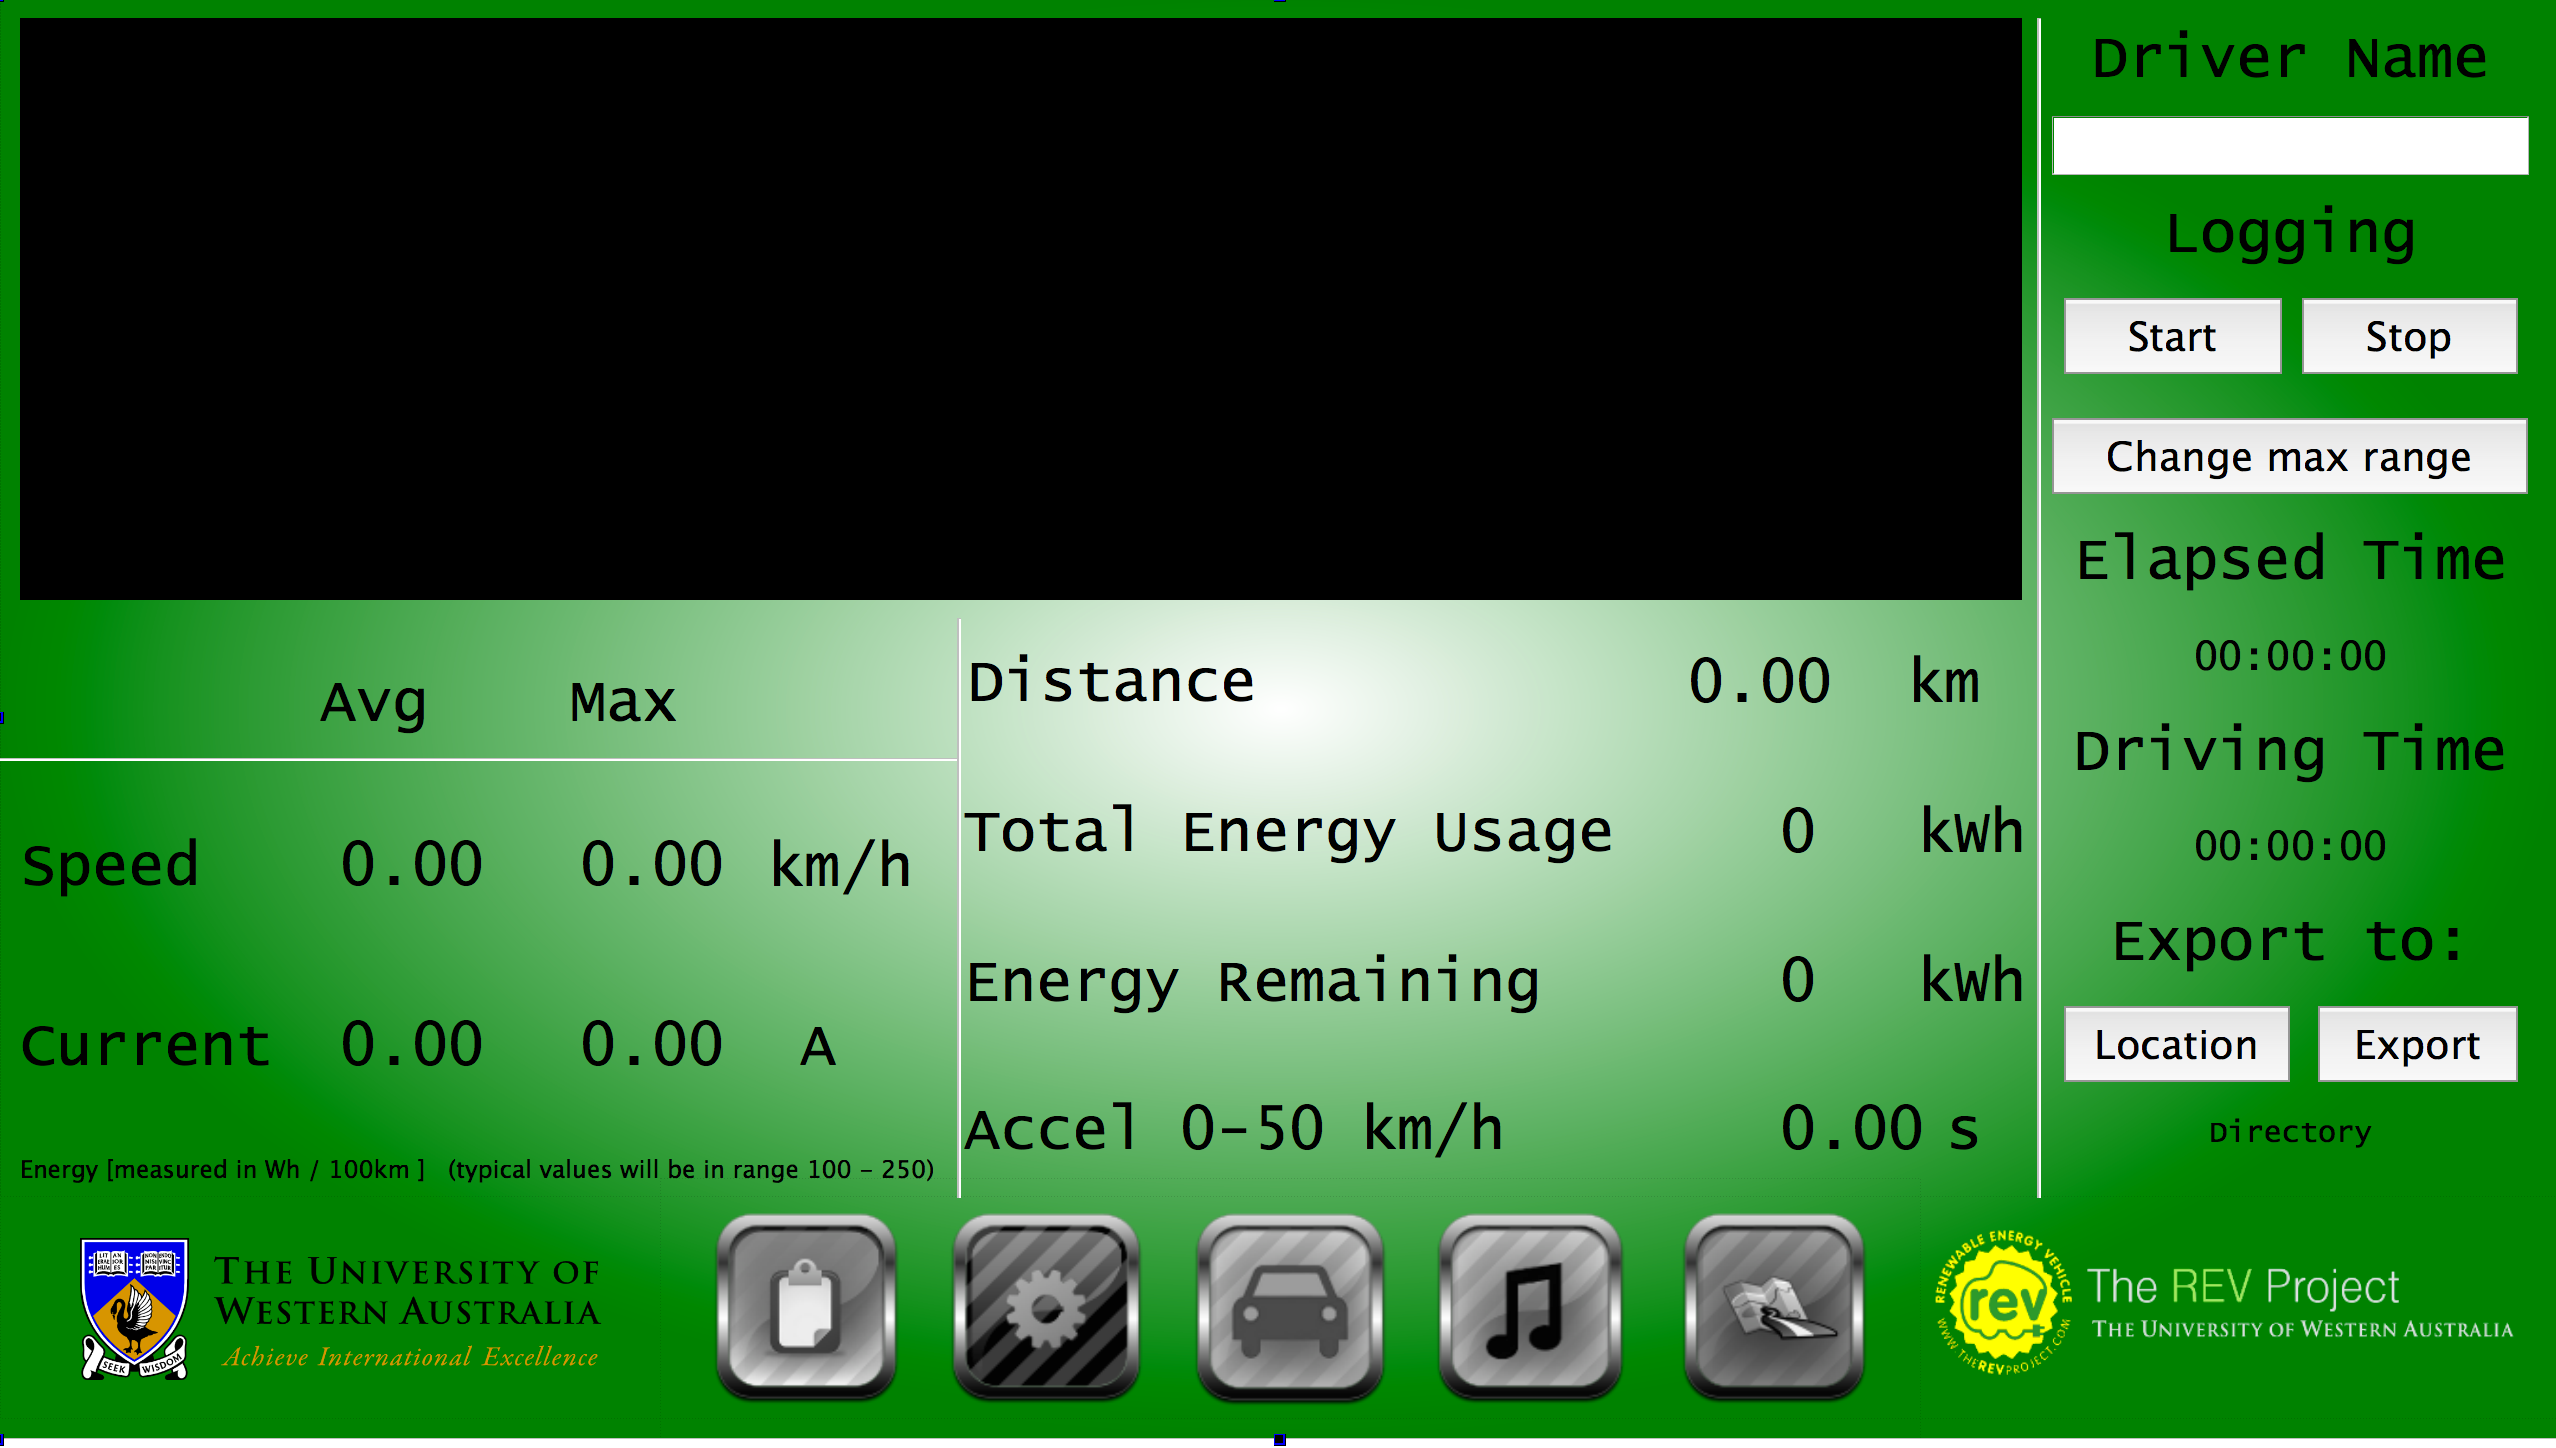 Driver Name
Logging
Start Stop
Change max range
Elapsed Time
00:00:00
Driving Time
00:00:00
Export to:
Location Export
Directory
Avg Max
Speed 0.00 0.00 km/h
Current 0.00 0.00 A
Energy [measured in Wh / 100km ] (typical values will be in range 100 - 250)
Distance 0.00 km
Total Energy Usage 0 kWh
Energy Remaining 0 kWh
Accel 0-50 km/h 0.00 s
SEEK WISDOM
THE UNIVERSITY OF
WESTERN AUSTRALIA
Achieve International Excellence
RENEWABLE ENERGY VEHICLE
rev
WWW.THEREVPROJECT.COM
The REV Project
THE UNIVERSITY OF WESTERN AUSTRALIA